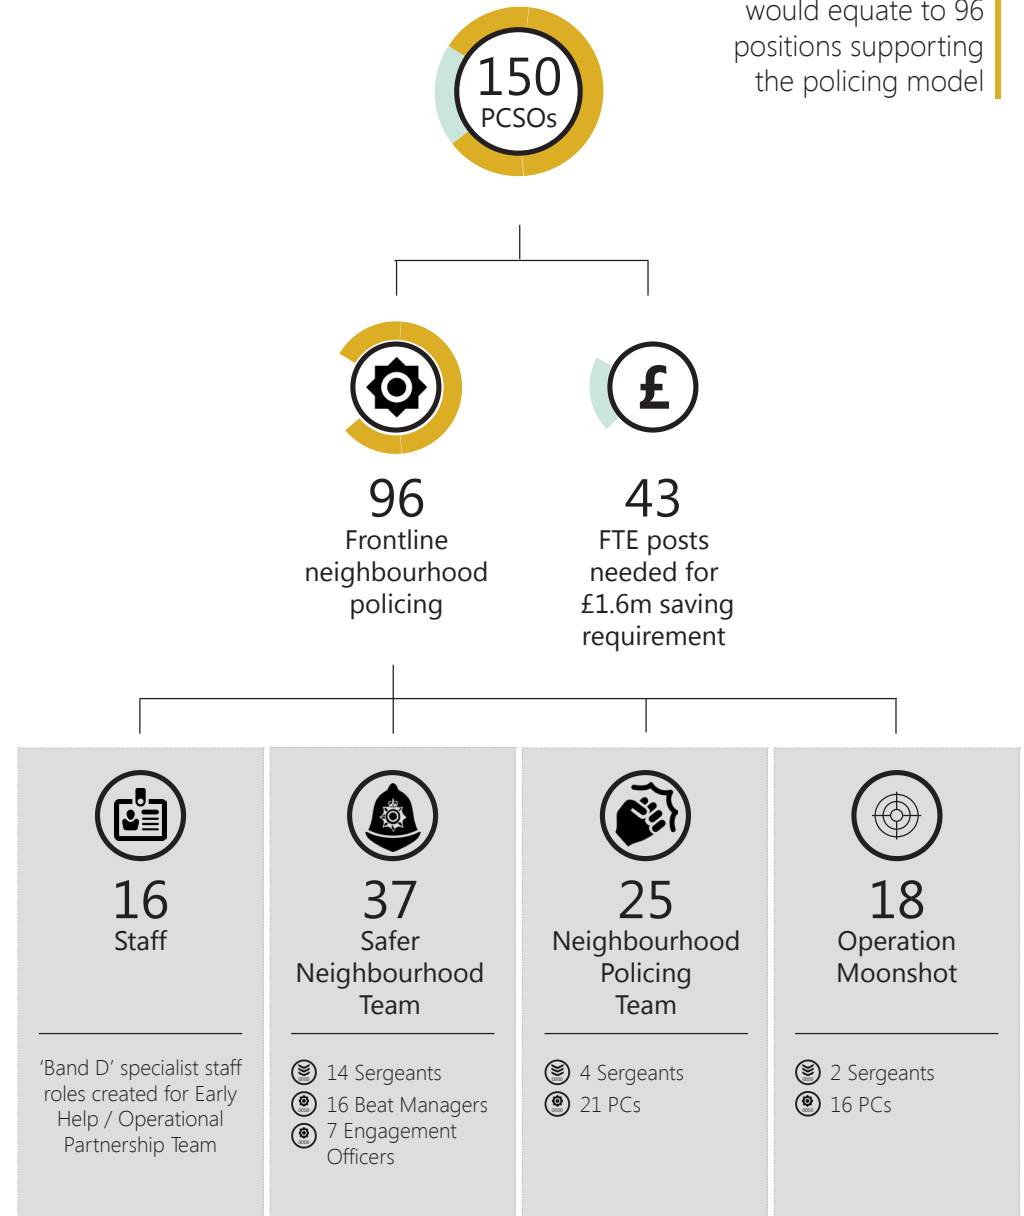 would equate to 96
positions supporting
the policing model
150
PCSOs
96
Frontline
neighbourhood
policing
£
43
FTE posts
needed for
£1.6m saving
requirement
16
Staff
'Band D' specialist staff
roles created for Early
Help / Operational
Partnership Team
37
Safer
Neighbourhood
Team
14 Sergeants
16 Beat Managers
7 Engagement
Officers
25
Neighbourhood
Policing
Team
4 Sergeants
21 PCs
18
Operation
Moonshot
2 Sergeants
16 PCs